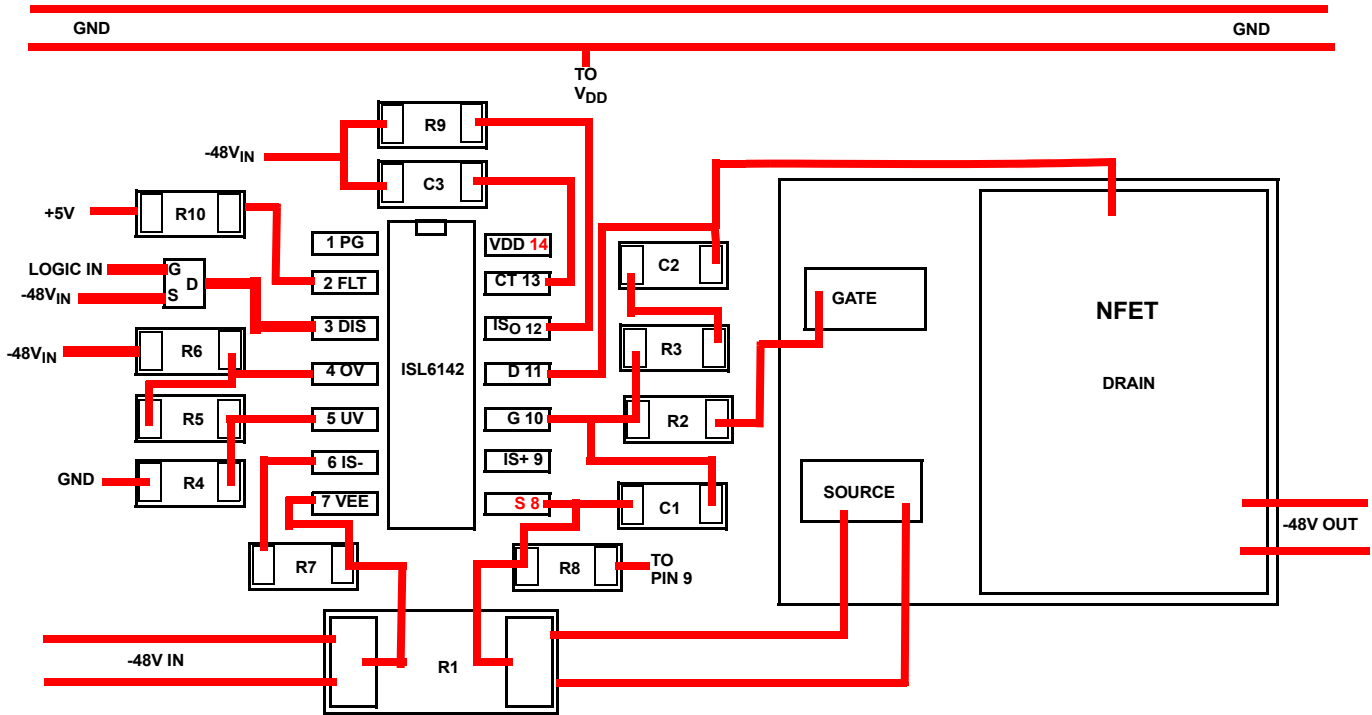 GND
GND
TO
VDD
R9
-48VIN
C3
+5V
R10
1 PG
VDD 14
C2
LOGIC IN
G
D
S
-48VIN
2 FLT
CT 13
GATE
NFET
3 DIS
ISO 12
-48VIN
R6
R3
4 OV
ISL6142
D 11
DRAIN
R5
5 UV
G 10
R2
6 IS-
IS+ 9
GND
R4
SOURCE
7 VEE
S 8
C1
-48V OUT
R7
R8
TO
PIN 9
-48V IN
R1